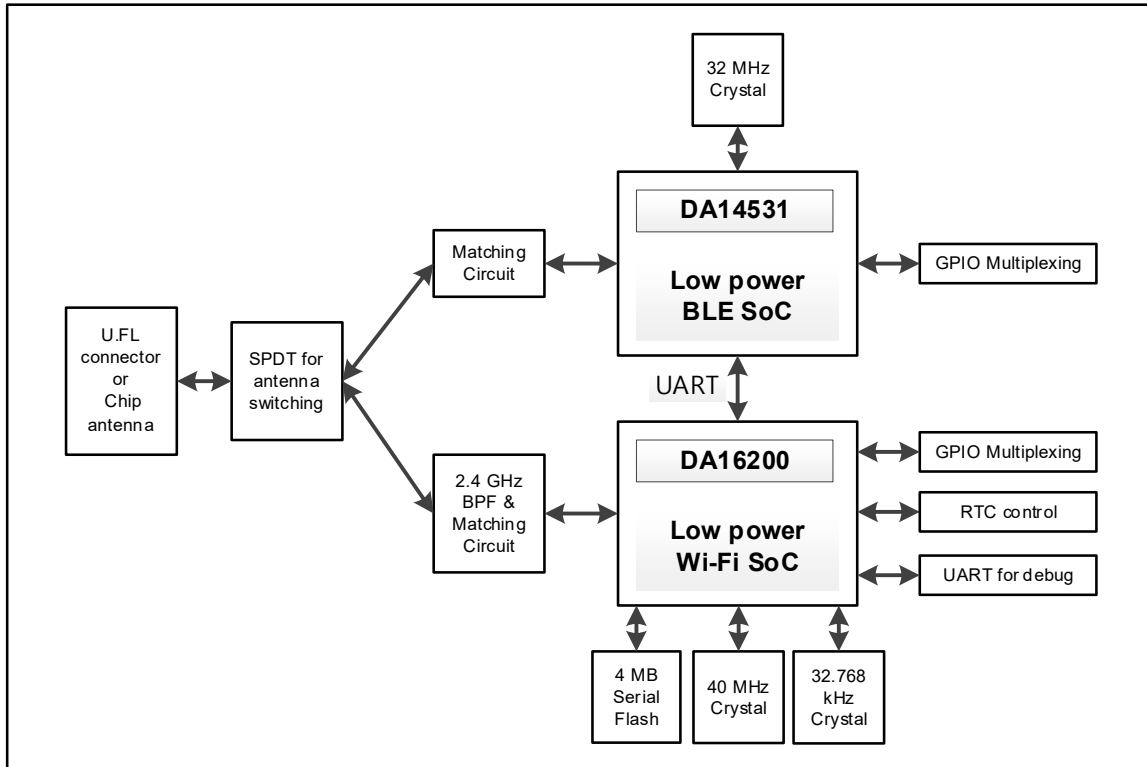 32 MHz
Crystal
DA14531
Low power
BLE SoC
Matching
Circuit
GPIO Multiplexing
U.FL
connector
or
Chip
antenna
SPDT for
antenna
switching
UART
DA16200
Low power
Wi-Fi SoC
2.4 GHz
BPF &
Matching
Circuit
GPIO Multiplexing
RTC control
UART for debug
4 MB
Serial
Flash
40 MHz
Crystal
32.768
kHz
Crystal